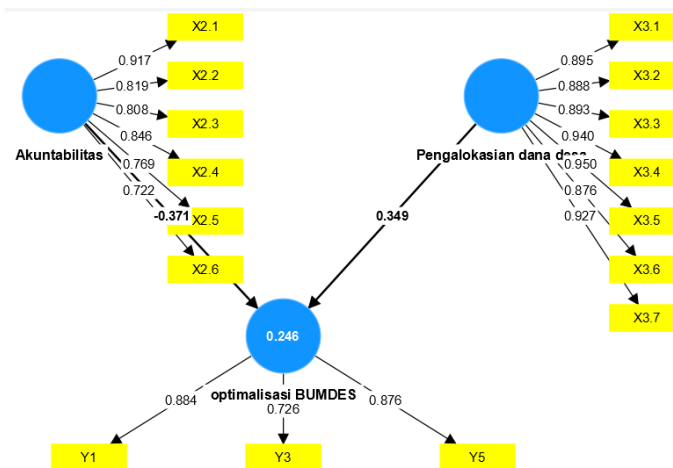 X2.1
X3.1
0.917
0.895
X2.2
X3.2
0.819
0.888
X2.3
X3.3
0.808
0.893
0.846
0.940
Akuntabilitas
Pengalokasian dana desa
X2.4
X3.4
0.769
0.950
0.722
0.876
-0.371
X2.5
0.349
0.927
X3.5
X2.6
X3.6
X3.7
0.246
optimalisasi BUMDES
0.884
0.726
0.876
Y1
Y3
Y5